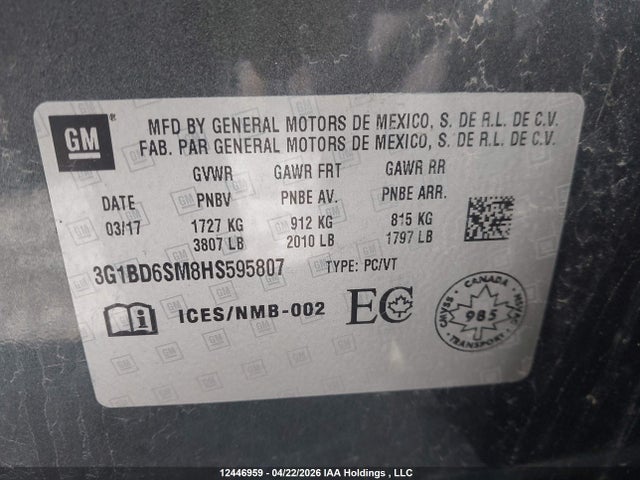 GM
MFD BY GENERAL MOTORS DE MEXICO, S. DE R.L. DE C.V.
FAB. PAR GENERAL MOTORS DE MEXICO, S. DE R.L. DE C.V.
GVWR GAWR FRT GAWR RR
DATE PNBV PNBE AV. PNBE ARR.
03/17 1727 KG 912 KG 815 KG
3807 LB 2010 LB 1797 LB
3G1BD6SM8HS595807 TYPE: PC/VT
ICES/NMB-002 EC
CANADA
CMVSS NSVAC
985
TRANSPORT
12446959 - 04/22/2026 IAA Holdings , LLC